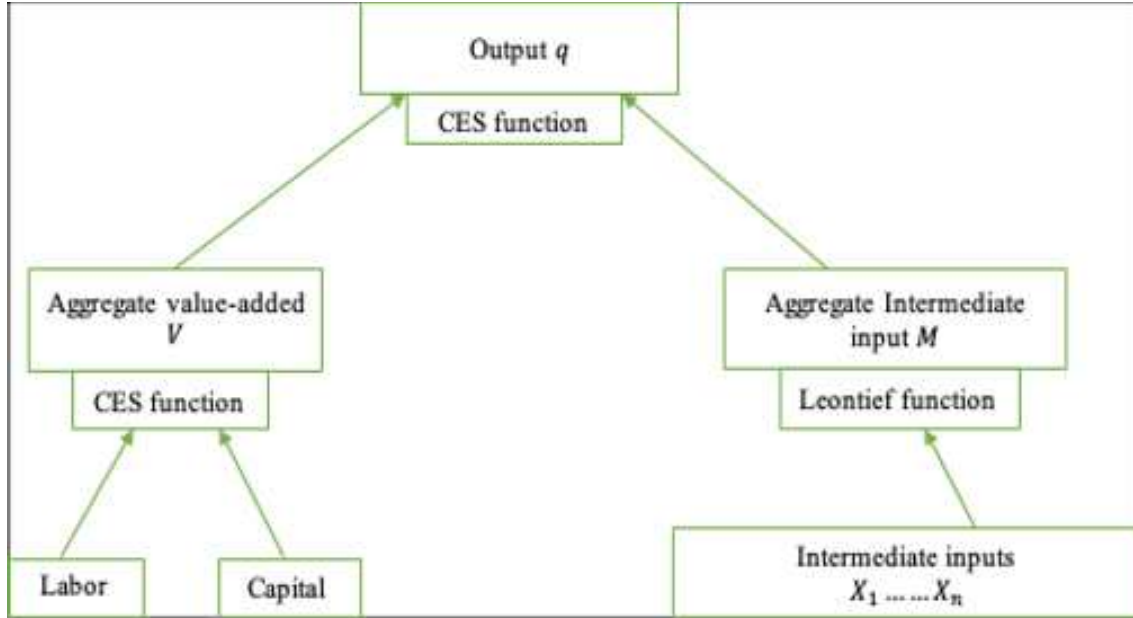 Output q
CES function
Aggregate value-added
V
Aggregate Intermediate
input M
CES function
Leontief function
Labor
Capital
Intermediate inputs
X₁ ... ... Xₙ